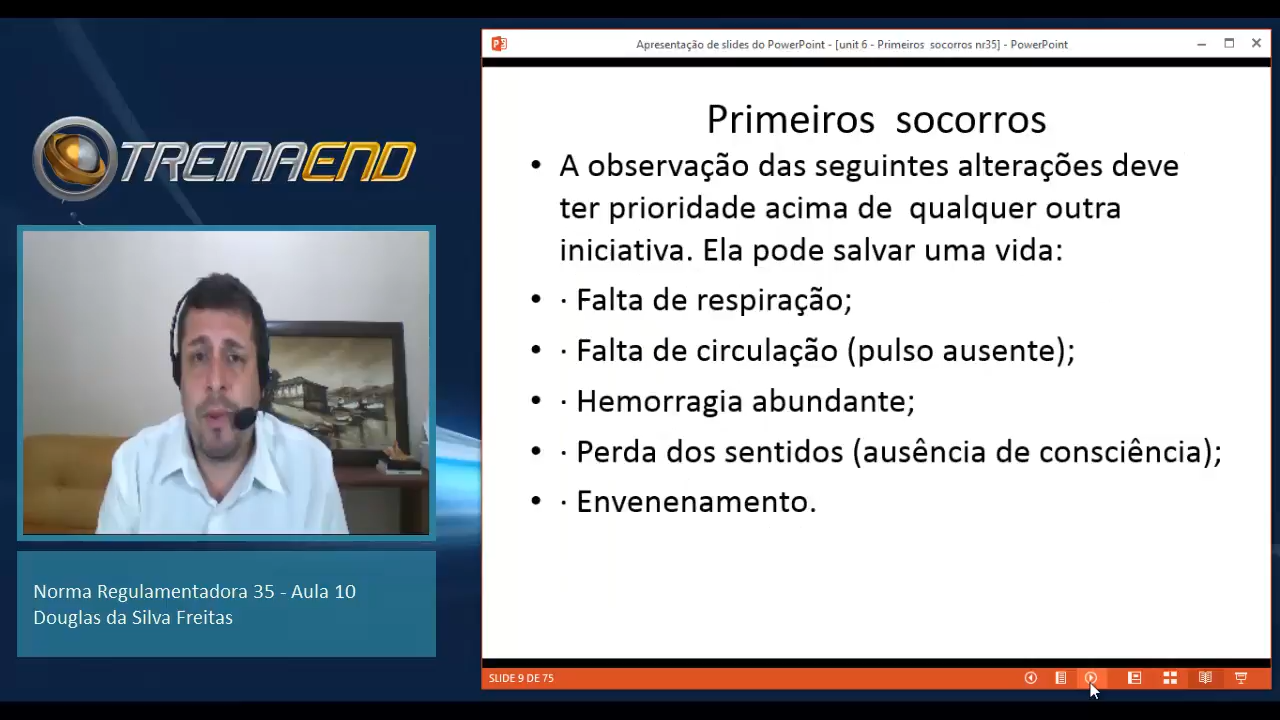 Apresentação de slides do PowerPoint - [unit 6 - Primeiros  socorros nr35] - PowerPoint
TREINAEND
Primeiros  socorros
• A observação das seguintes alterações deve
ter prioridade acima de  qualquer outra
iniciativa. Ela pode salvar uma vida:
• · Falta de respiração;
• · Falta de circulação (pulso ausente);
• · Hemorragia abundante;
• · Perda dos sentidos (ausência de consciência);
• · Envenenamento.
Norma Regulamentadora 35 - Aula 10
Douglas da Silva Freitas
SLIDE 9 DE 75